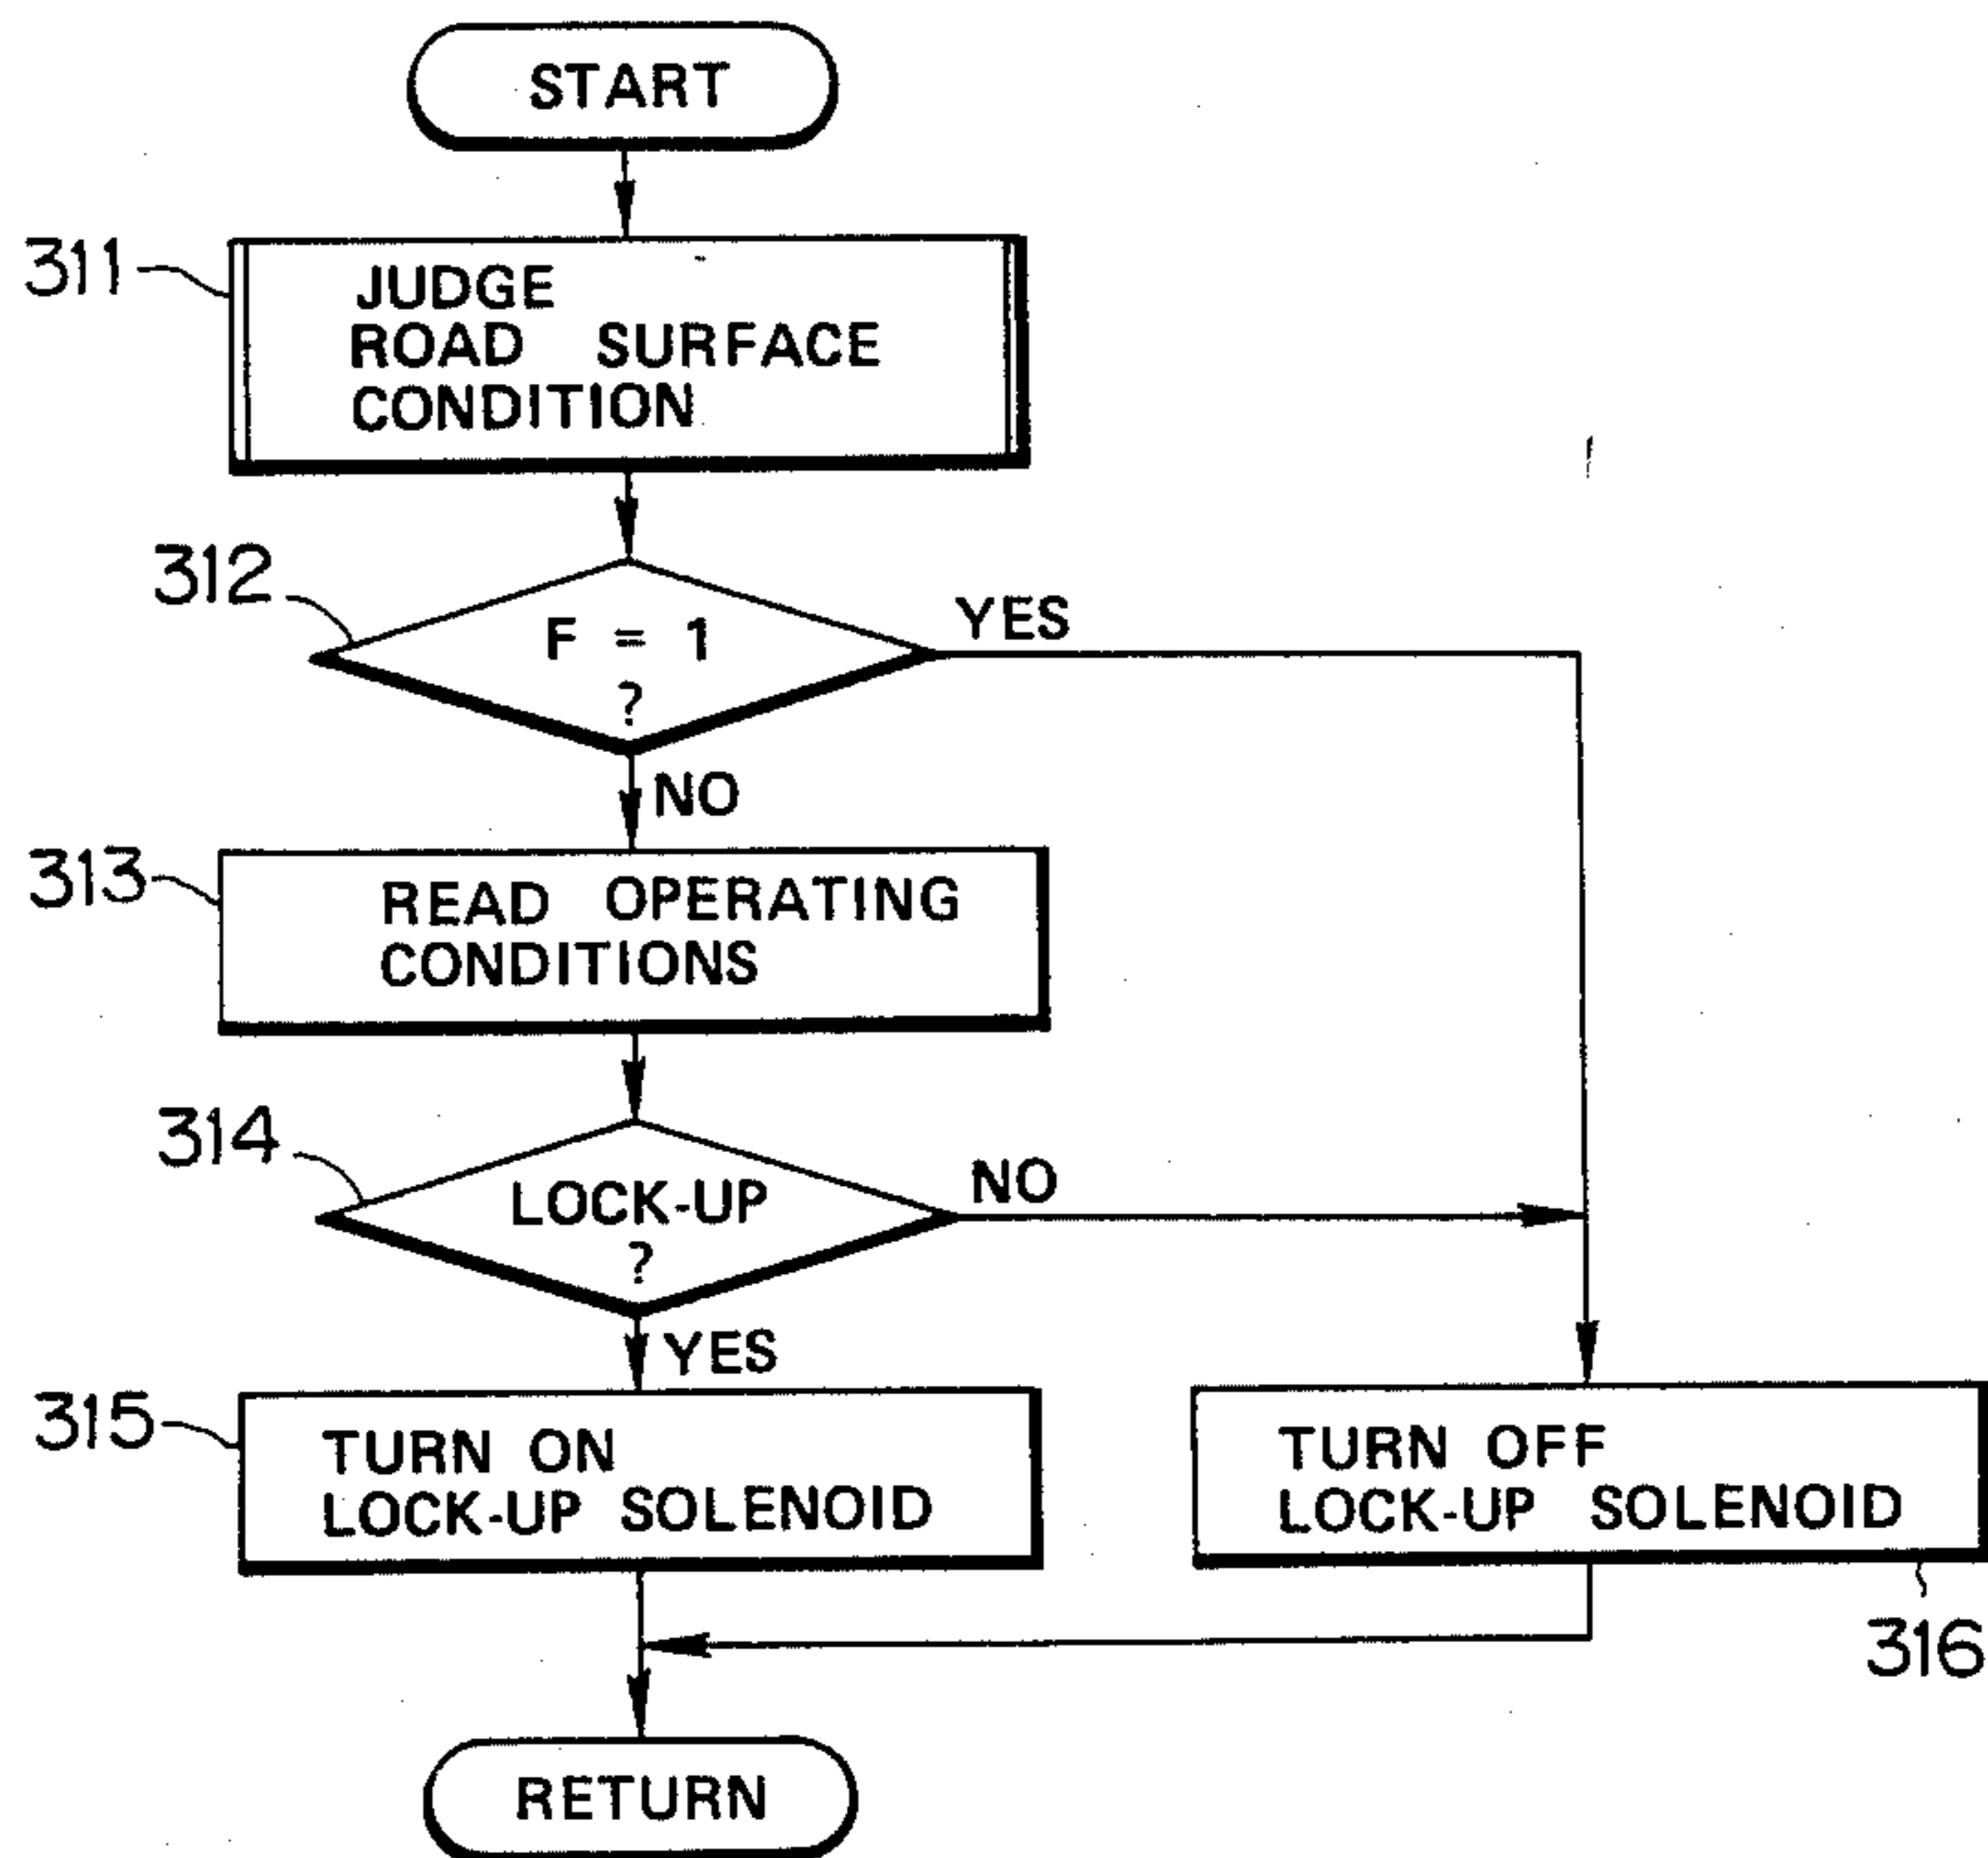 START
311
JUDGE
ROAD SURFACE
CONDITION
312
F = 1
?
YES
NO
313
READ OPERATING
CONDITIONS
314
LOCK-UP
?
NO
YES
315
TURN ON
LOCK-UP SOLENOID
TURN OFF
LOCK-UP SOLENOID
316
RETURN